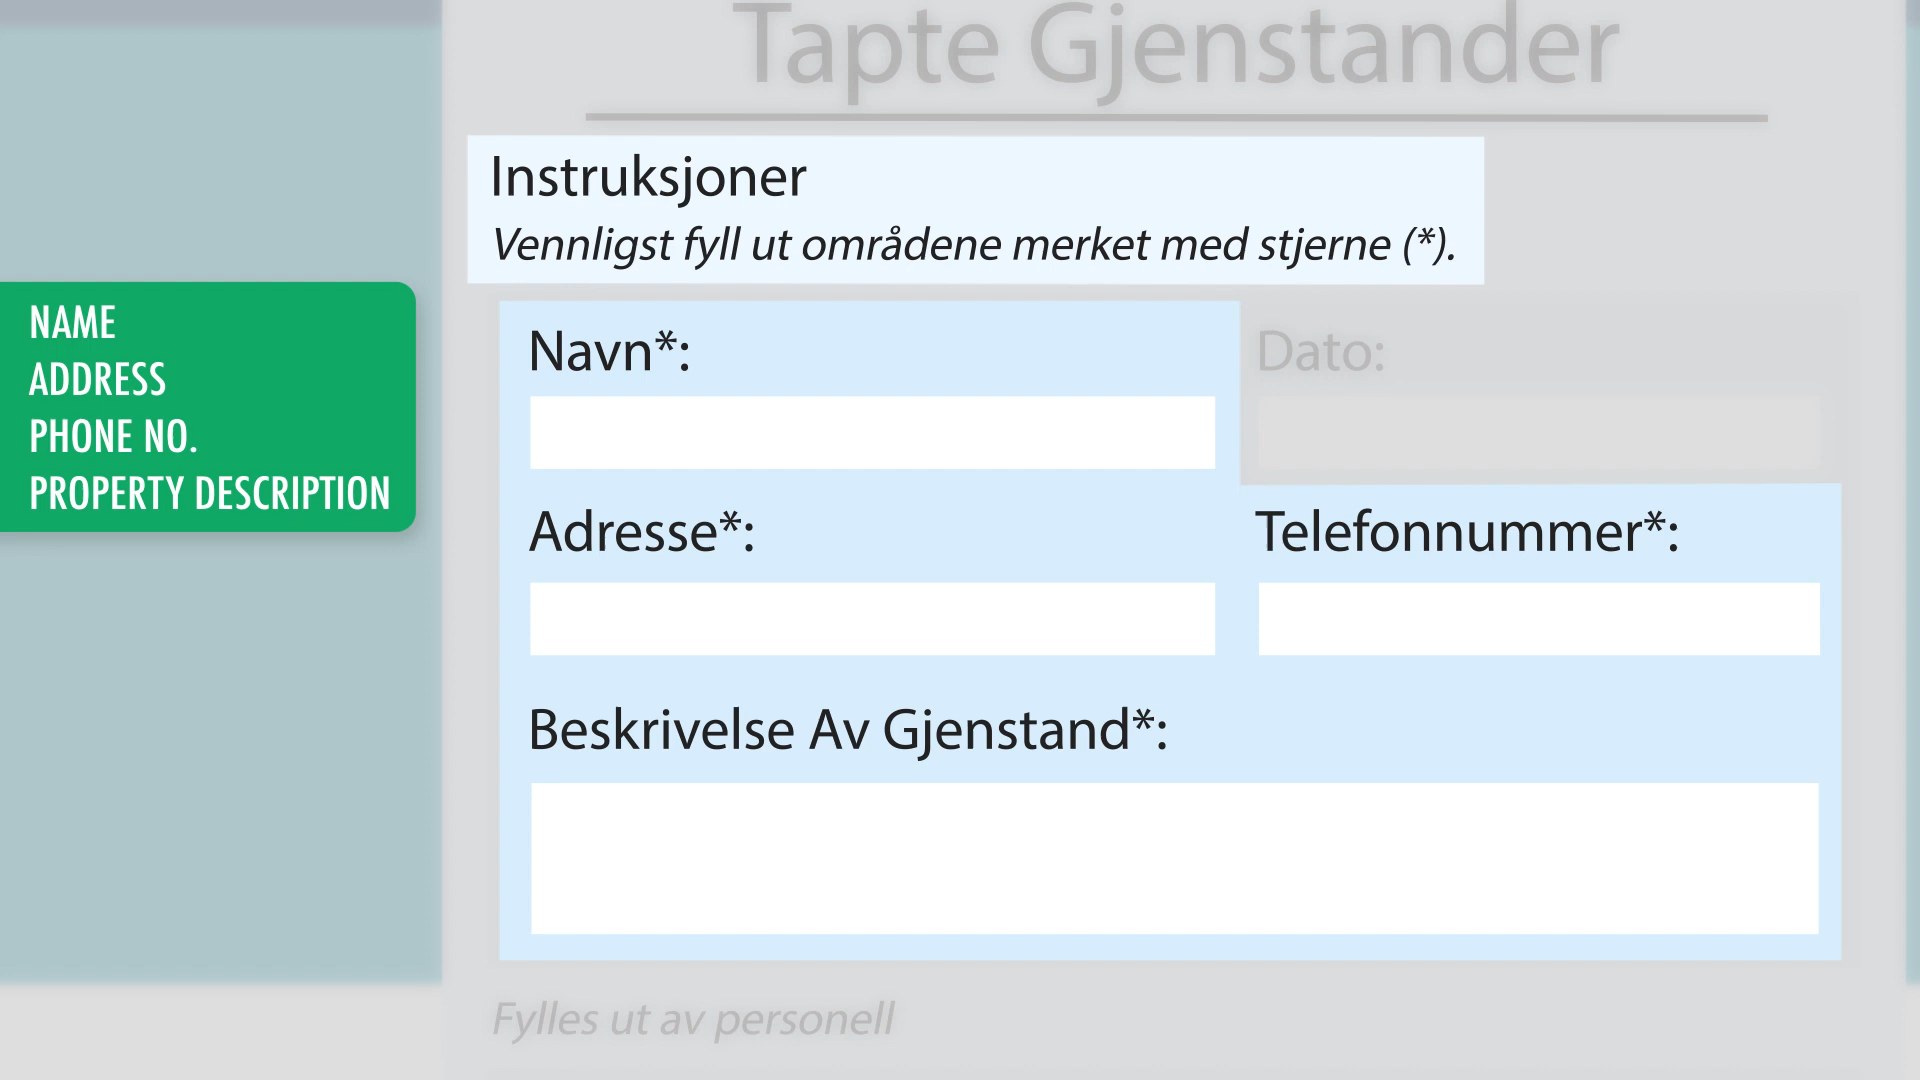 Tapte Gjenstander
Instruksjoner
Vennligst fyll ut områdene merket med stjerne (*).
NAME
ADDRESS
PHONE NO.
PROPERTY DESCRIPTION
Navn*:
Dato:
Adresse*:
Telefonnummer*:
Beskrivelse Av Gjenstand*:
Fylles ut av personell